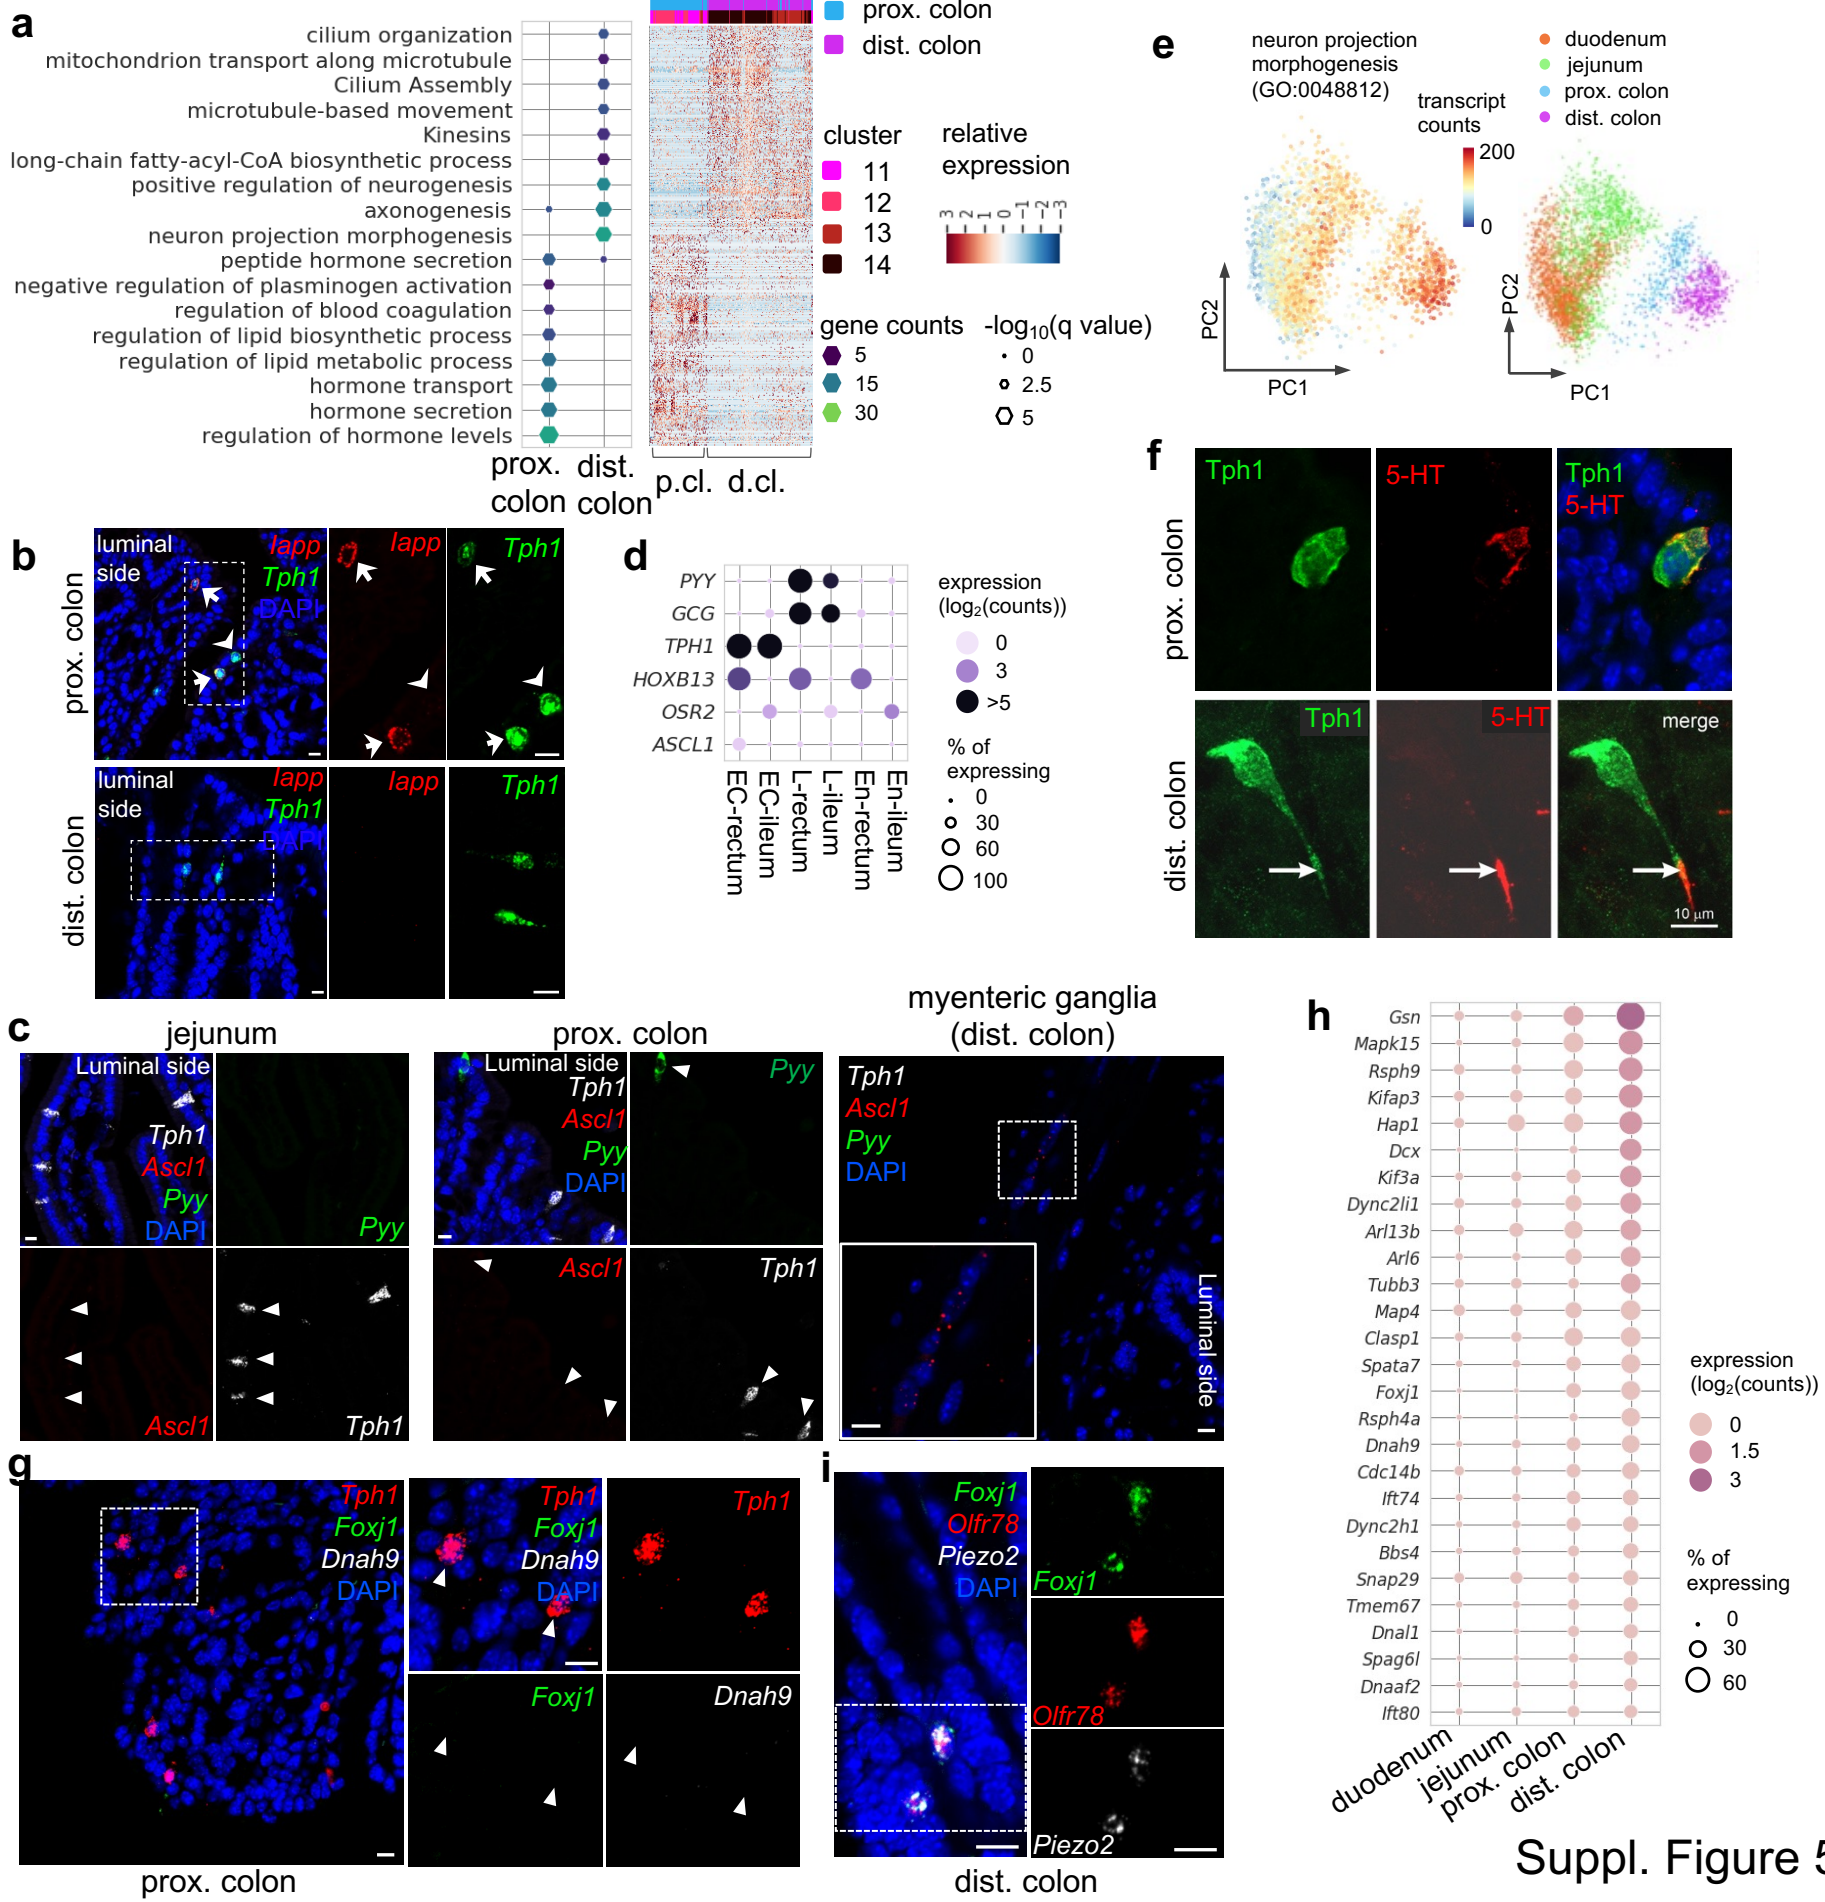 a
cilium organization
mitochondrion transport along microtubule
Cilium Assembly
microtubule-based movement
Kinesins
long-chain fatty-acyl-CoA biosynthetic process
positive regulation of neurogenesis
axonogenesis
neuron projection morphogenesis
peptide hormone secretion
negative regulation of plasminogen activation
regulation of blood coagulation
regulation of lipid biosynthetic process
regulation of lipid metabolic process
hormone transport
hormone secretion
regulation of hormone levels
prox. colon
dist. colon
p.cl. d.cl.
prox. colon
dist. colon
cluster
11
12
13
14
relative
expression
3 2 1 0 −1 −2 −3
gene counts
5
15
30
-log10(q value)
0
2.5
5
e
neuron projection
morphogenesis
(GO:0048812)
transcript
counts
200
0
PC2
PC1
duodenum
jejunum
prox. colon
dist. colon
PC2
PC1
b
prox. colon
luminal
side
Iapp
Tph1
DAPI
Iapp
Tph1
dist. colon
luminal
side
Iapp
Tph1
DAPI
Iapp
Tph1
d
PYY
GCG
TPH1
HOXB13
OSR2
ASCL1
EC-rectum
EC-ileum
L-rectum
L-ileum
En-rectum
En-ileum
expression
(log2(counts))
0
3
>5
% of
expressing
0
30
60
100
f
prox. colon
Tph1
5-HT
Tph1
5-HT
dist. colon
Tph1
5-HT
merge
10 µm
c
jejunum
Luminal side
Tph1
Ascl1
Pyy
DAPI
Pyy
Ascl1
Tph1
prox. colon
Luminal side
Tph1
Ascl1
Pyy
DAPI
Pyy
Ascl1
Tph1
myenteric ganglia
(dist. colon)
Tph1
Ascl1
Pyy
DAPI
Luminal side
h
Gsn
Mapk15
Rsph9
Kifap3
Hap1
Dcx
Kif3a
Dync2li1
Arl13b
Arl6
Tubb3
Map4
Clasp1
Spata7
Foxj1
Rsph4a
Dnah9
Cdc14b
Ift74
Dync2h1
Bbs4
Snap29
Tmem67
Dnal1
Spag6l
Dnaaf2
Ift80
duodenum
jejunum
prox. colon
dist. colon
expression
(log2(counts))
0
1.5
3
% of
expressing
0
30
60
g
Tph1
Foxj1
Dnah9
DAPI
Tph1
Foxj1
Dnah9
DAPI
Tph1
Foxj1
Dnah9
prox. colon
i
Foxj1
Olfr78
Piezo2
DAPI
Foxj1
Olfr78
Piezo2
dist. colon
Suppl. Figure 5